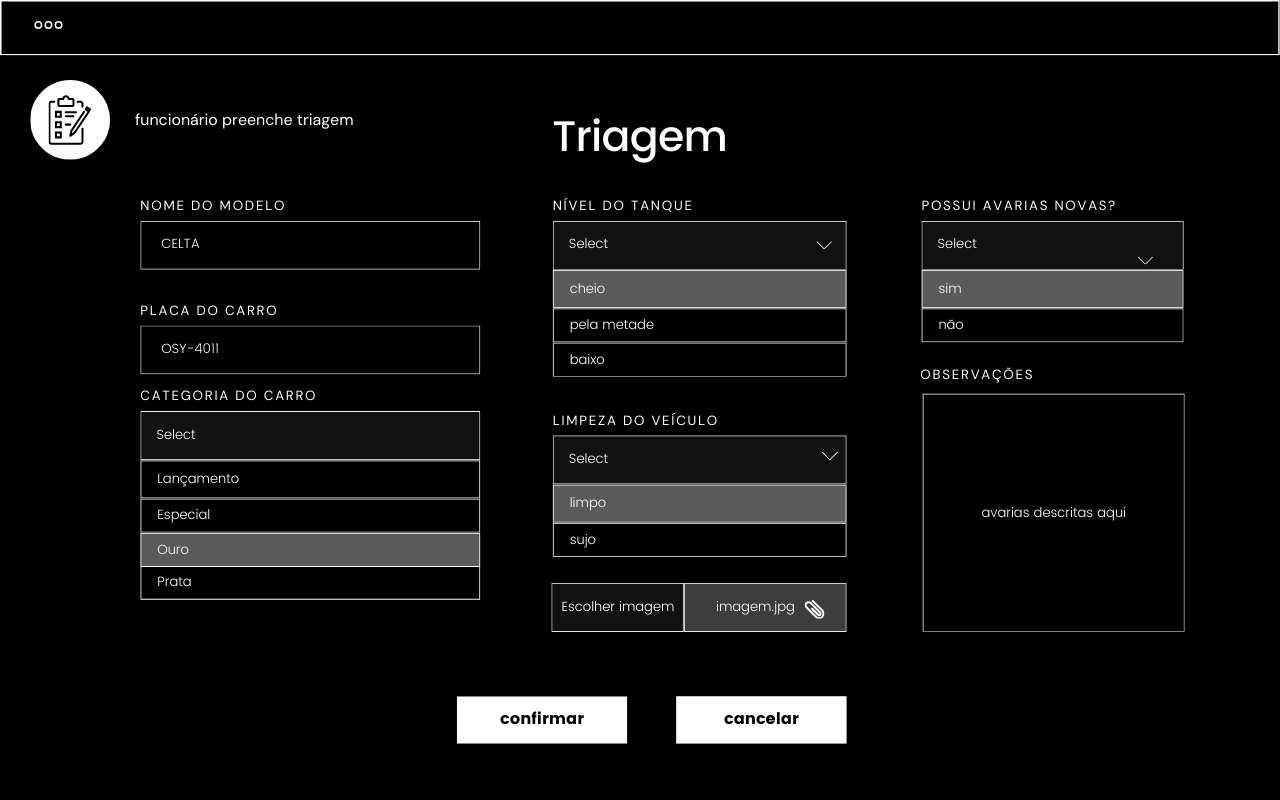 funcionário preenche triagem
Triagem
NOME DO MODELO
CELTA
PLACA DO CARRO
OSY-4011
CATEGORIA DO CARRO
Select
Lançamento
Especial
Ouro
Prata
NÍVEL DO TANQUE
Select
cheio
pela metade
baixo
LIMPEZA DO VEÍCULO
Select
limpo
sujo
Escolher imagem
imagem.jpg
POSSUI AVARIAS NOVAS?
Select
sim
não
OBSERVAÇÕES
avarias descritas aqui
confirmar
cancelar